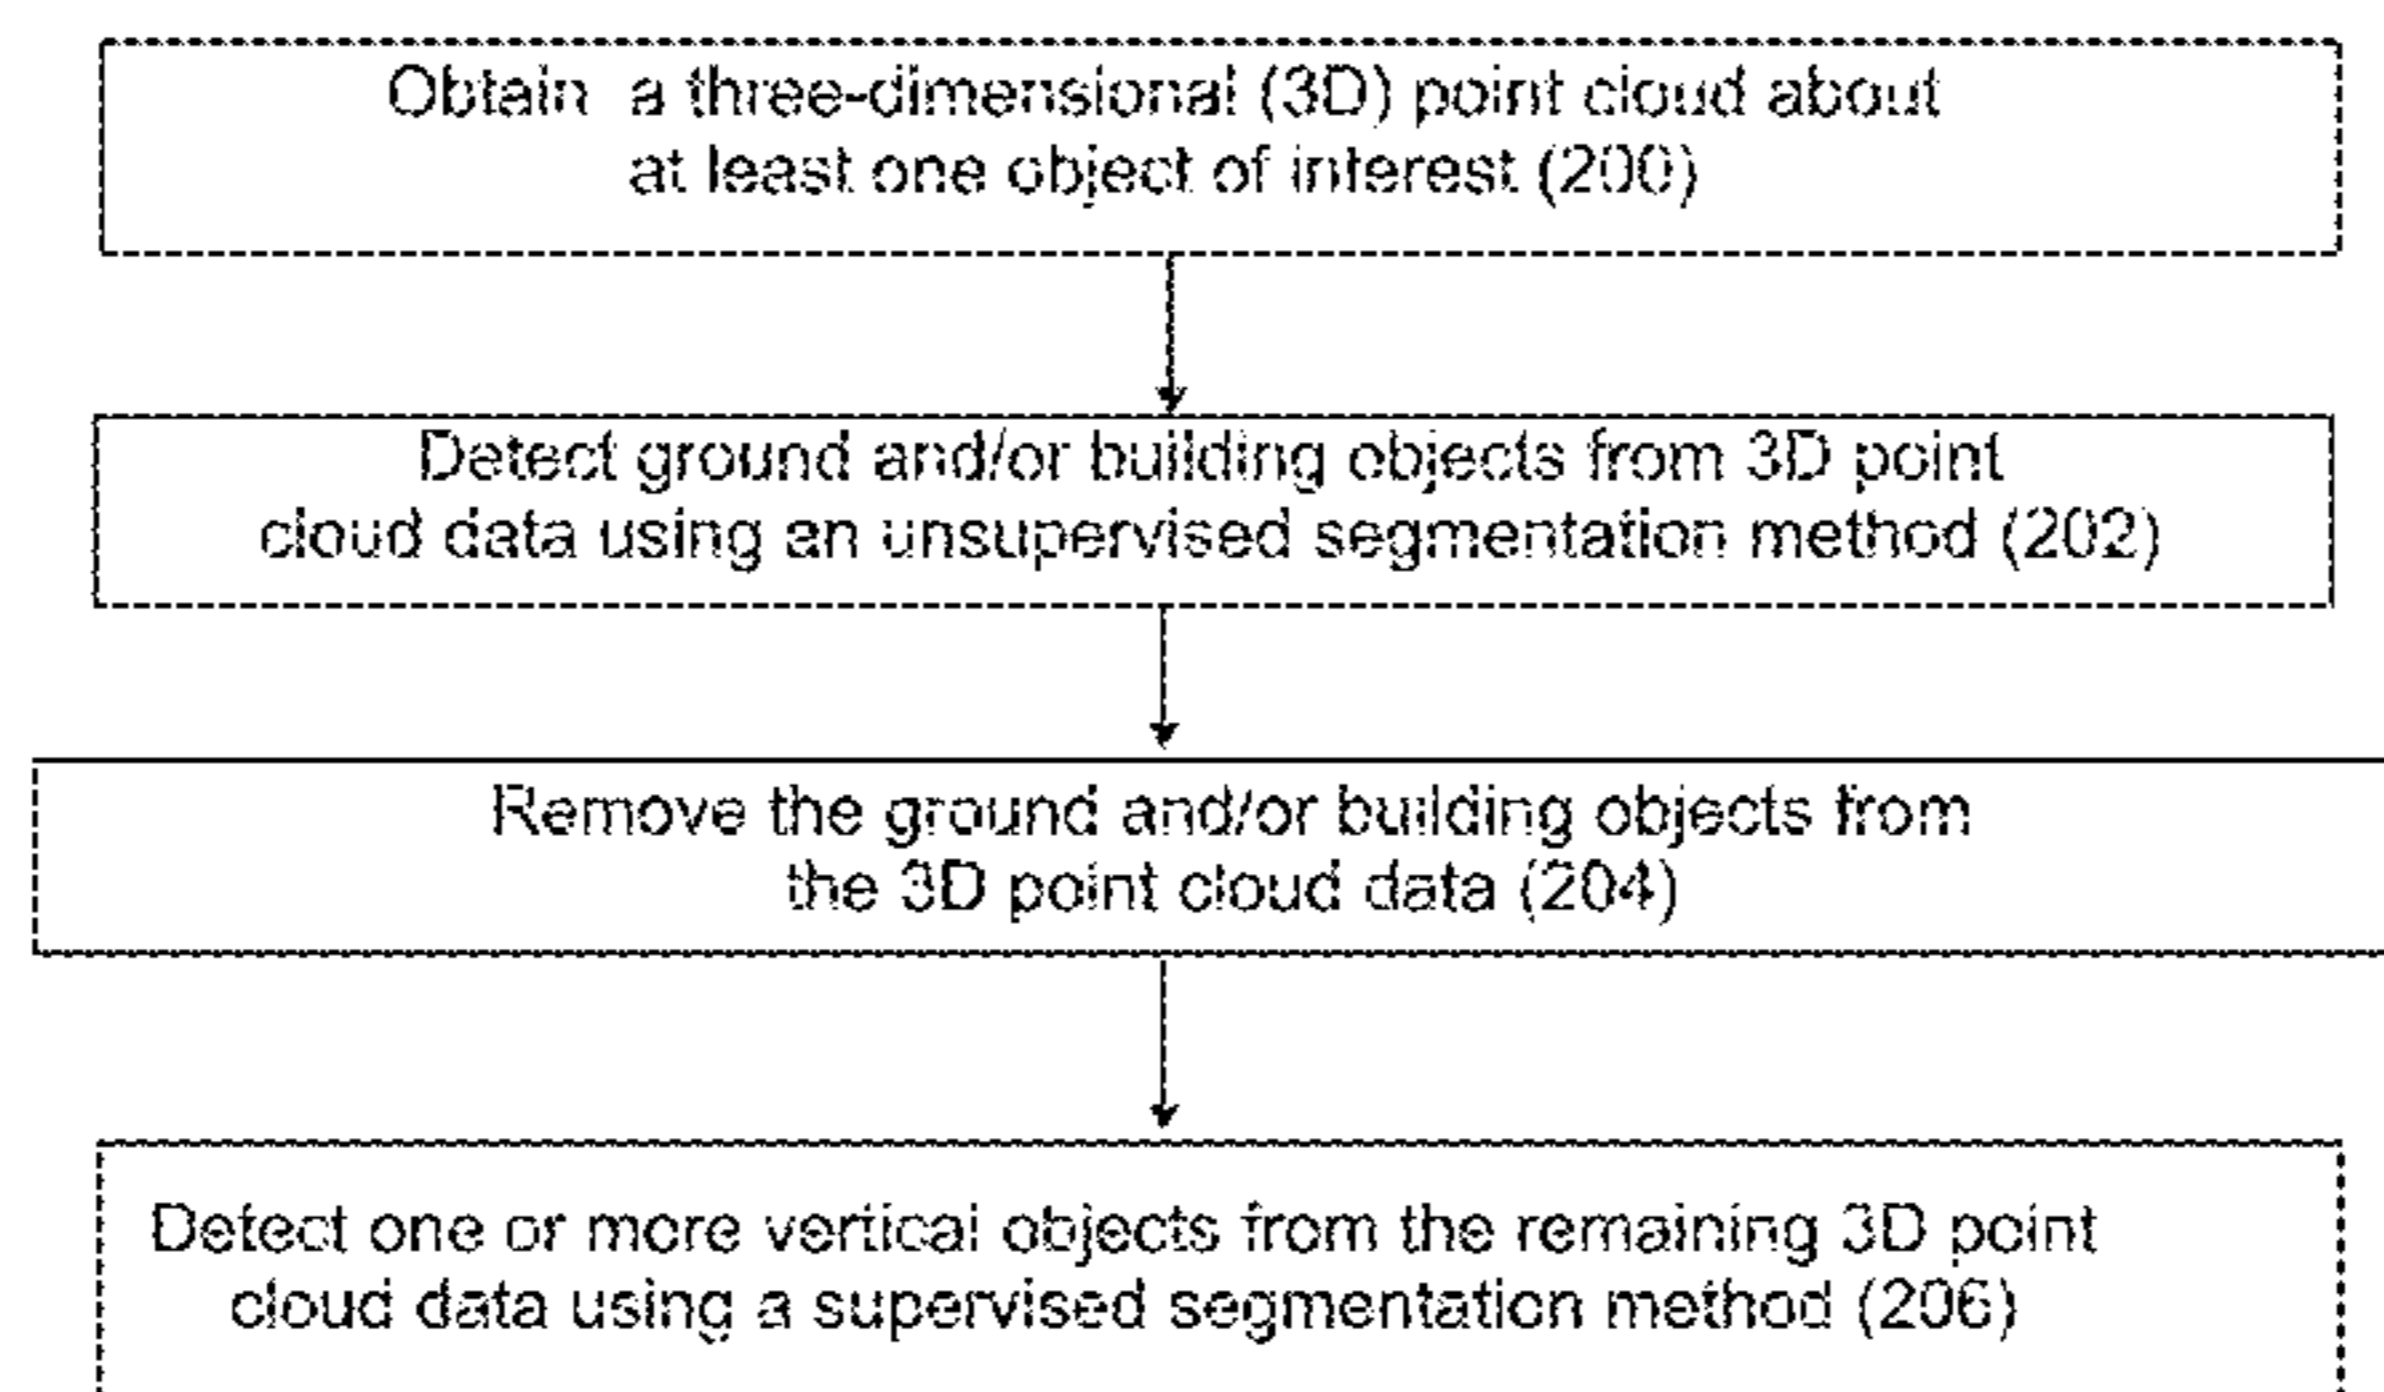 Obtain a three-dimensional (3D) point cloud about
at least one object of interest (200)
Detect ground and/or building objects from 3D point
cloud data using an unsupervised segmentation method (202)
Remove the ground and/or building objects from
the 3D point cloud data (204)
Detect one or more vertical objects from the remaining 3D point
cloud data using a supervised segmentation method (206)